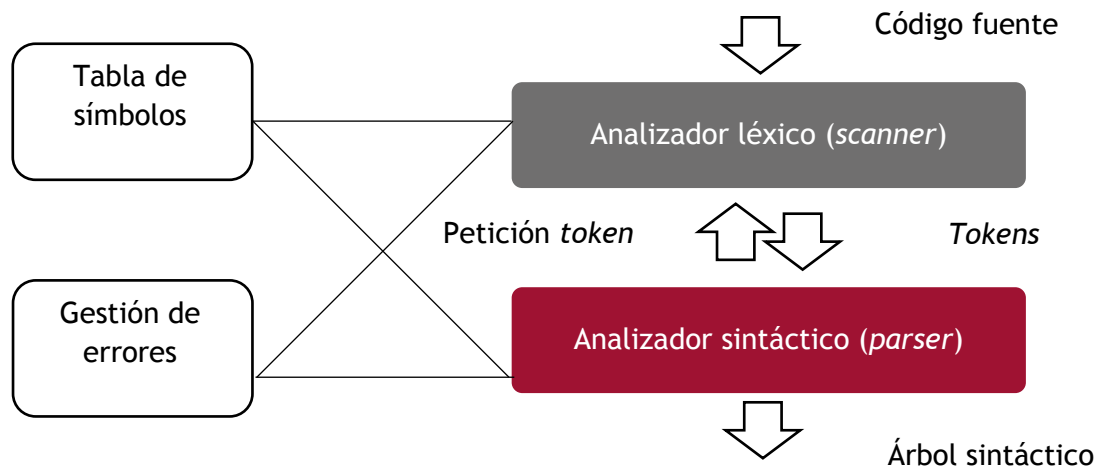 Código fuente
Tabla de
símbolos
Analizador léxico (scanner)
Petición token
Tokens
Gestión de
errores
Analizador sintáctico (parser)
Árbol sintáctico